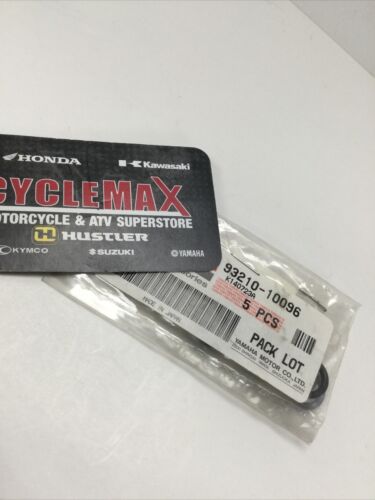 HONDA
Kawasaki
CYCLEMAX
MOTORCYCLE & ATV SUPERSTORE
HUSTLER
KYMCO
SUZUKI
YAMAHA
93210-10096
K140723A
5 PCS
PACK LOT
YAMAHA MOTOR CO.,LTD.